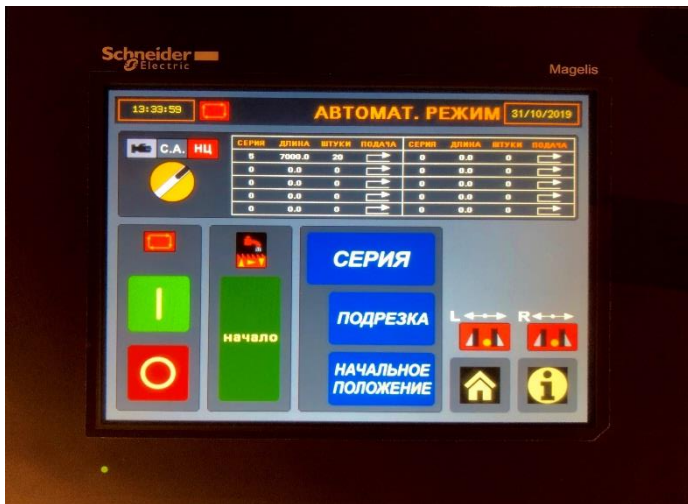 Schneider
Electric
Magelis
13:33:59 АВТОМАТ. РЕЖИМ 31/10/2019
С.А. НЦ
СЕРИЯ ДЛИНА ШТУКИ ПОДАЧА СЕРИЯ ДЛИНА ШТУКИ ПОДАЧА
5 7000.0 20 0 0.0 0
0 0.0 0 0 0.0 0
0 0.0 0 0 0.0 0
0 0.0 0 0 0.0 0
0 0.0 0 0 0.0 0
СЕРИЯ
ПОДРЕЗКА
L R
начало
НАЧАЛЬНОЕ
ПОЛОЖЕНИЕ